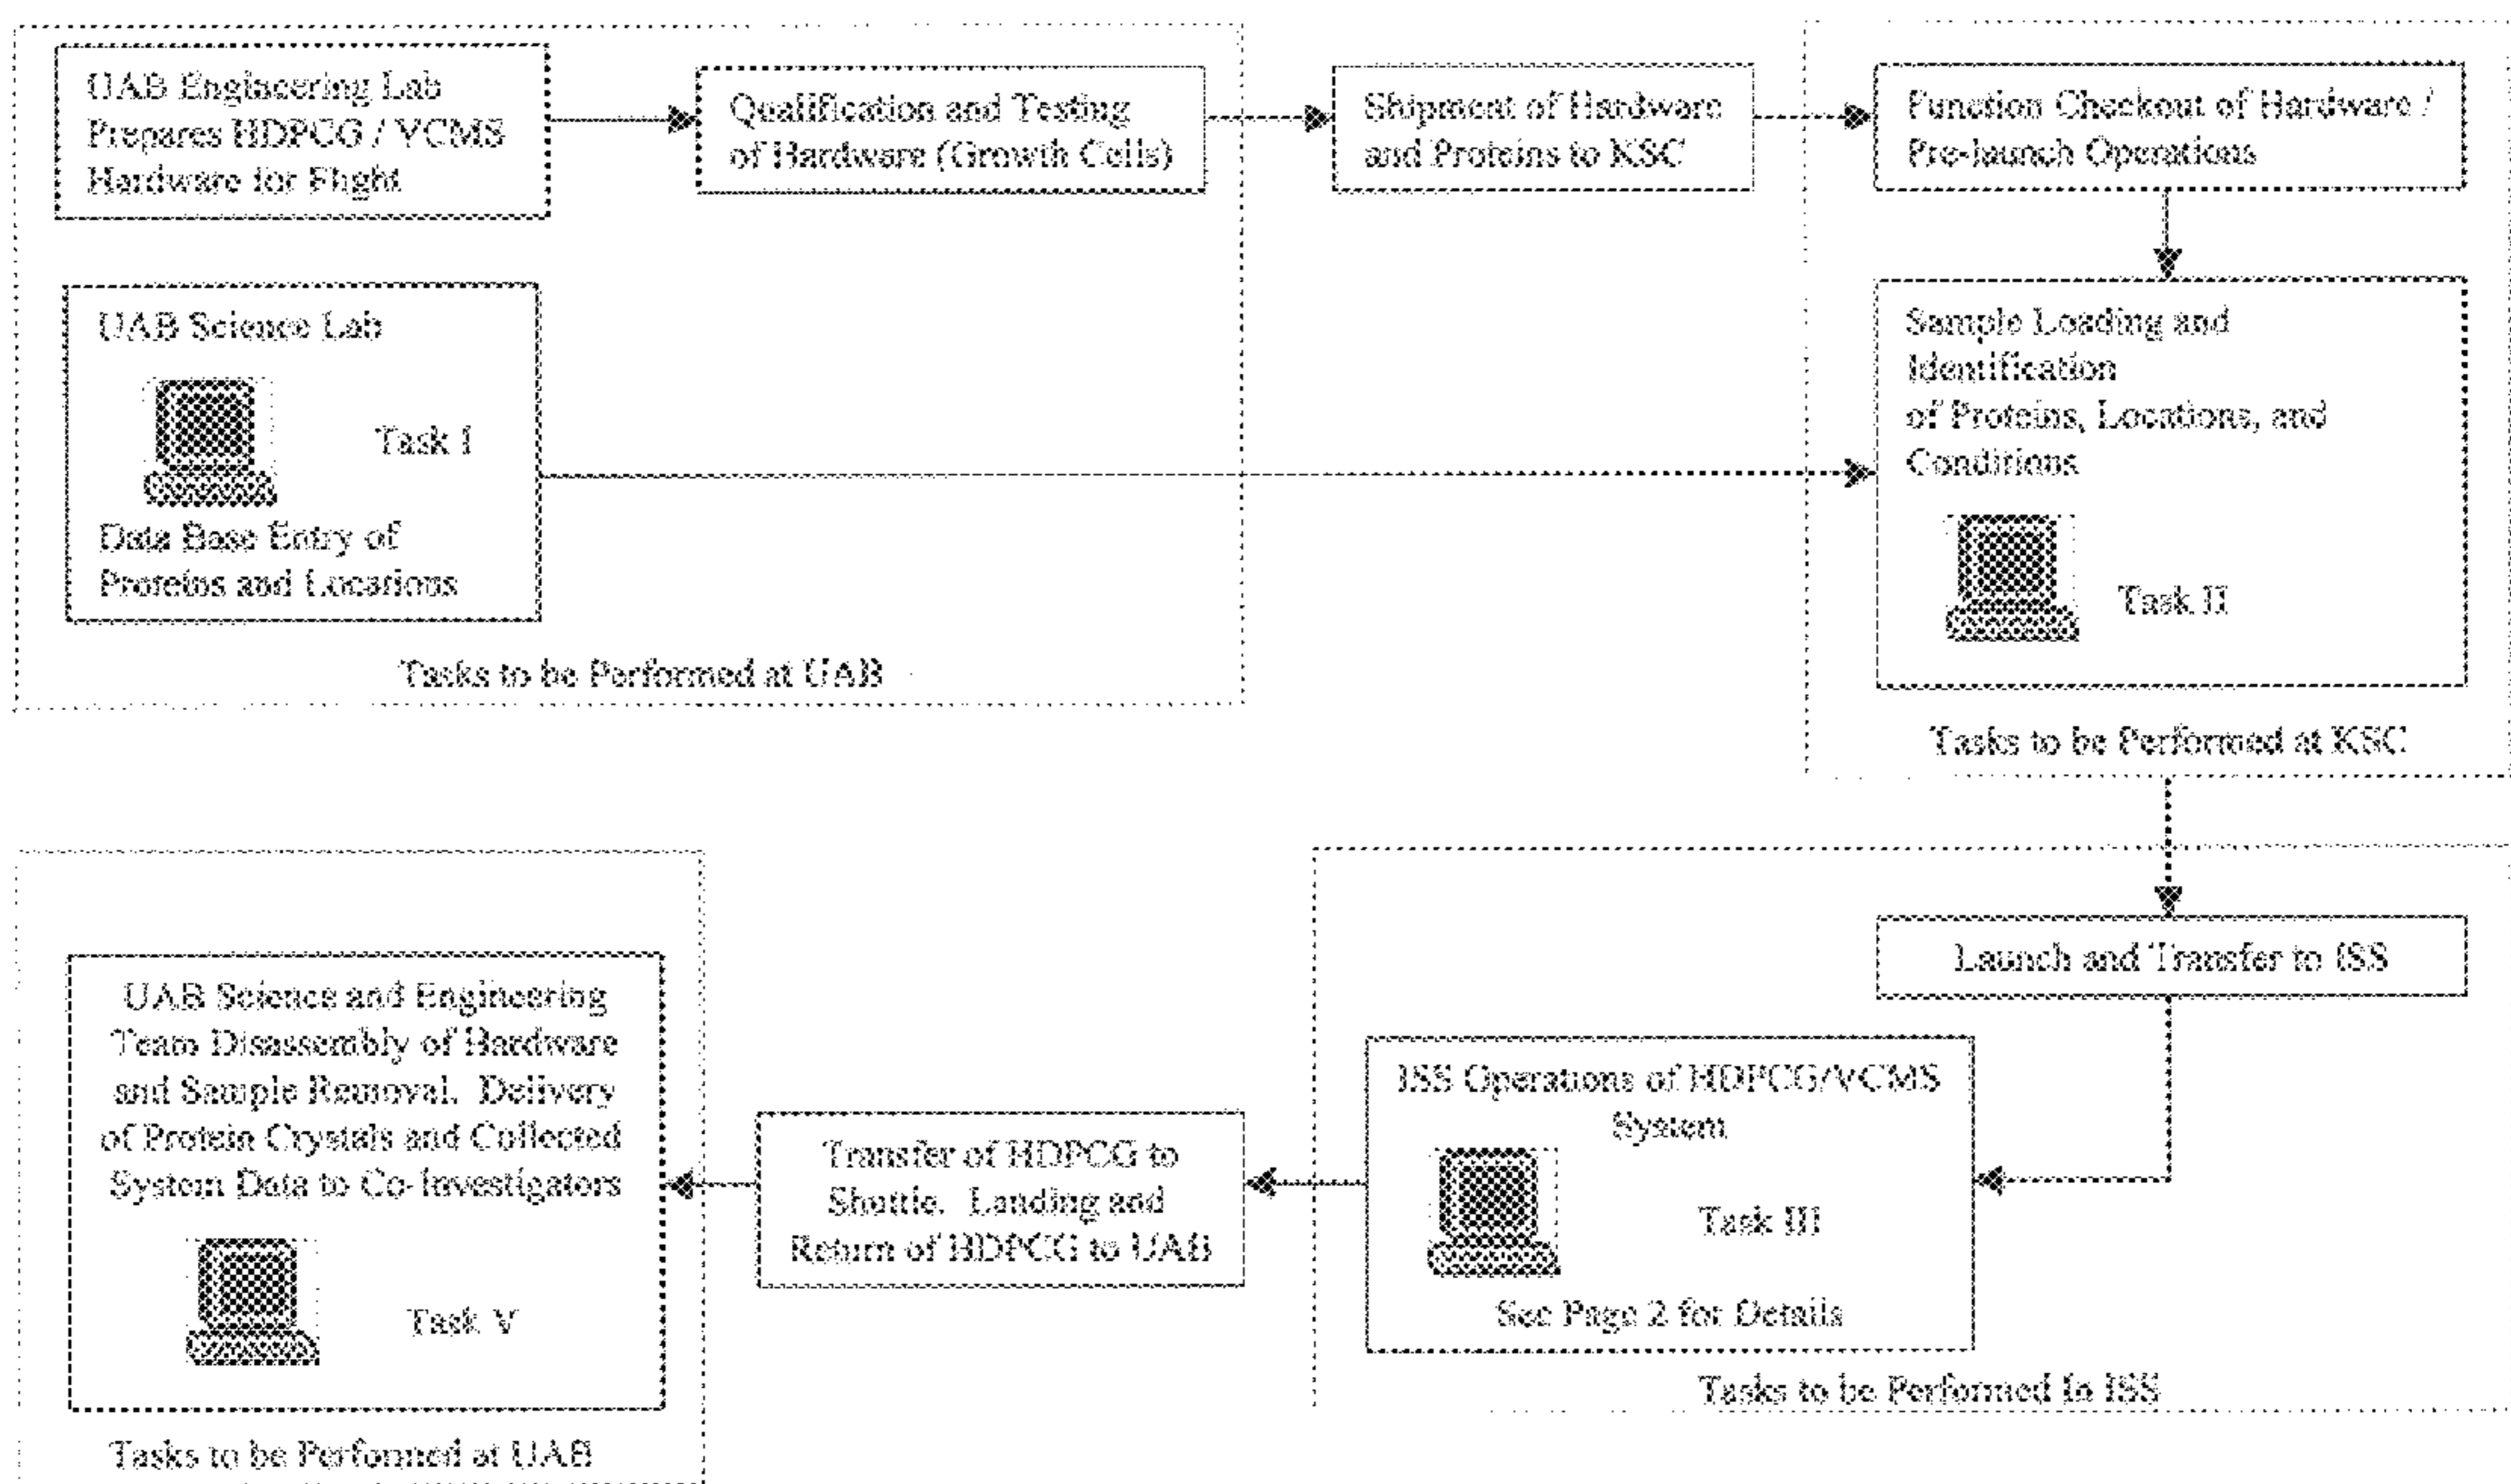 UAB Engineering Lab
Prepares HDPCG / VCMS
Hardware for Flight
Qualification and Testing
of Hardware (Growth Cells)
Shipment of Hardware
and Proteins to KSC
Function Checkout of Hardware /
Pre-launch Operations
UAB Science Lab
Task I
Data Base Entry of
Proteins and Locations
Tasks to be Performed at UAB
Sample Loading and
Identification
of Proteins, Locations, and
Conditions
Task II
Tasks to be Performed at KSC
Launch and Transfer to ISS
ISS Operations of HDPCG/VCMS
System
Task III
See Page 2 for Details
Tasks to be Performed In ISS
Transfer of HDPCG to
Shuttle. Landing and
Return of HDPCG to UAB
UAB Science and Engineering
Team Disassembly of Hardware
and Sample Removal. Delivery
of Protein Crystals and Collected
System Data to Co-Investigators
Task V
Tasks to be Performed at UAB